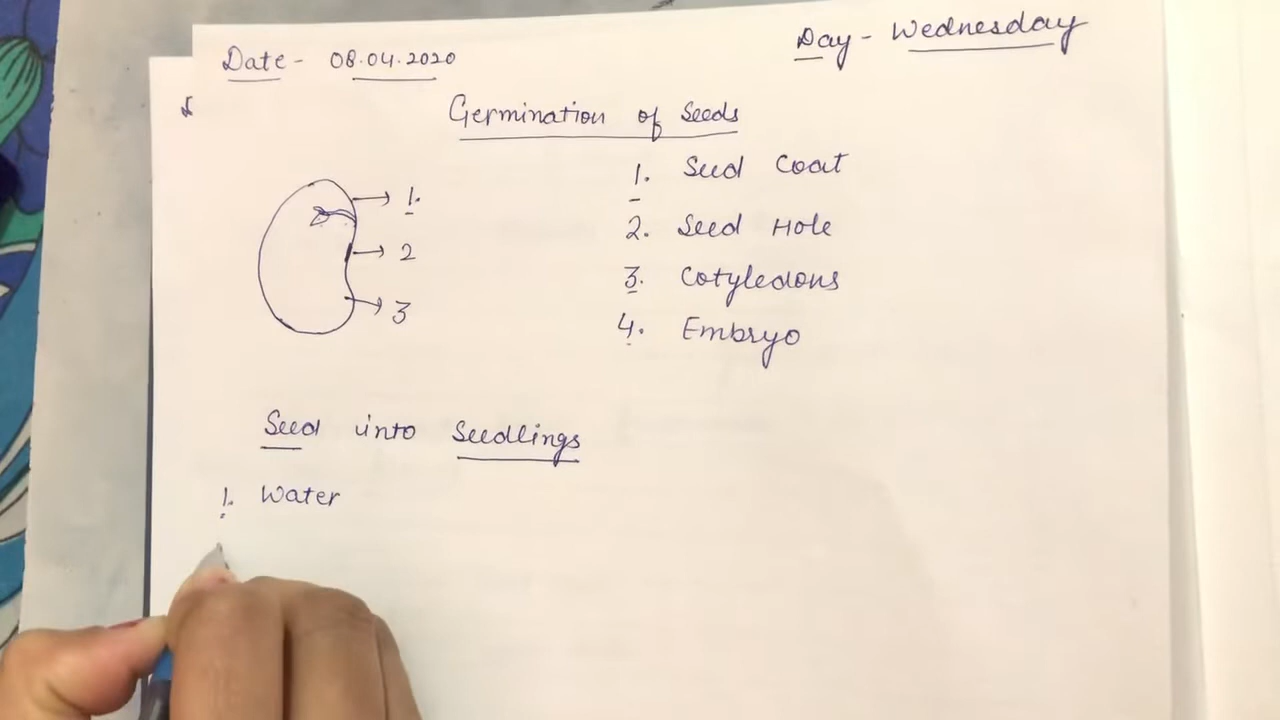 Date - 08.04.2020
Day - Wednesday
Germination of Seeds
1.
2
3
1. Seed Coat
2. Seed Hole
3. Cotyledons
4. Embryo
Seed into Seedlings
1. Water